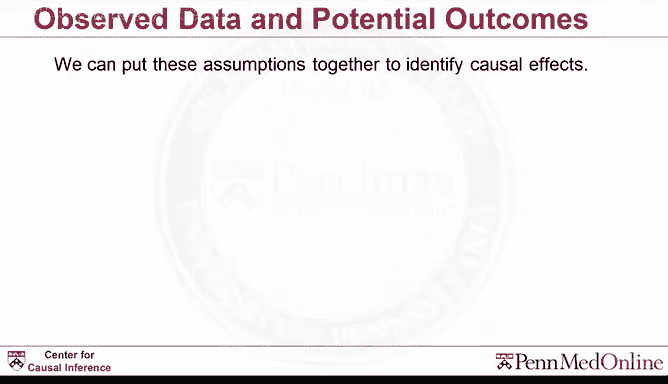 Observed Data and Potential Outcomes
We can put these assumptions together to identify causal effects.
Center for
Causal Inference
PennMedOnline